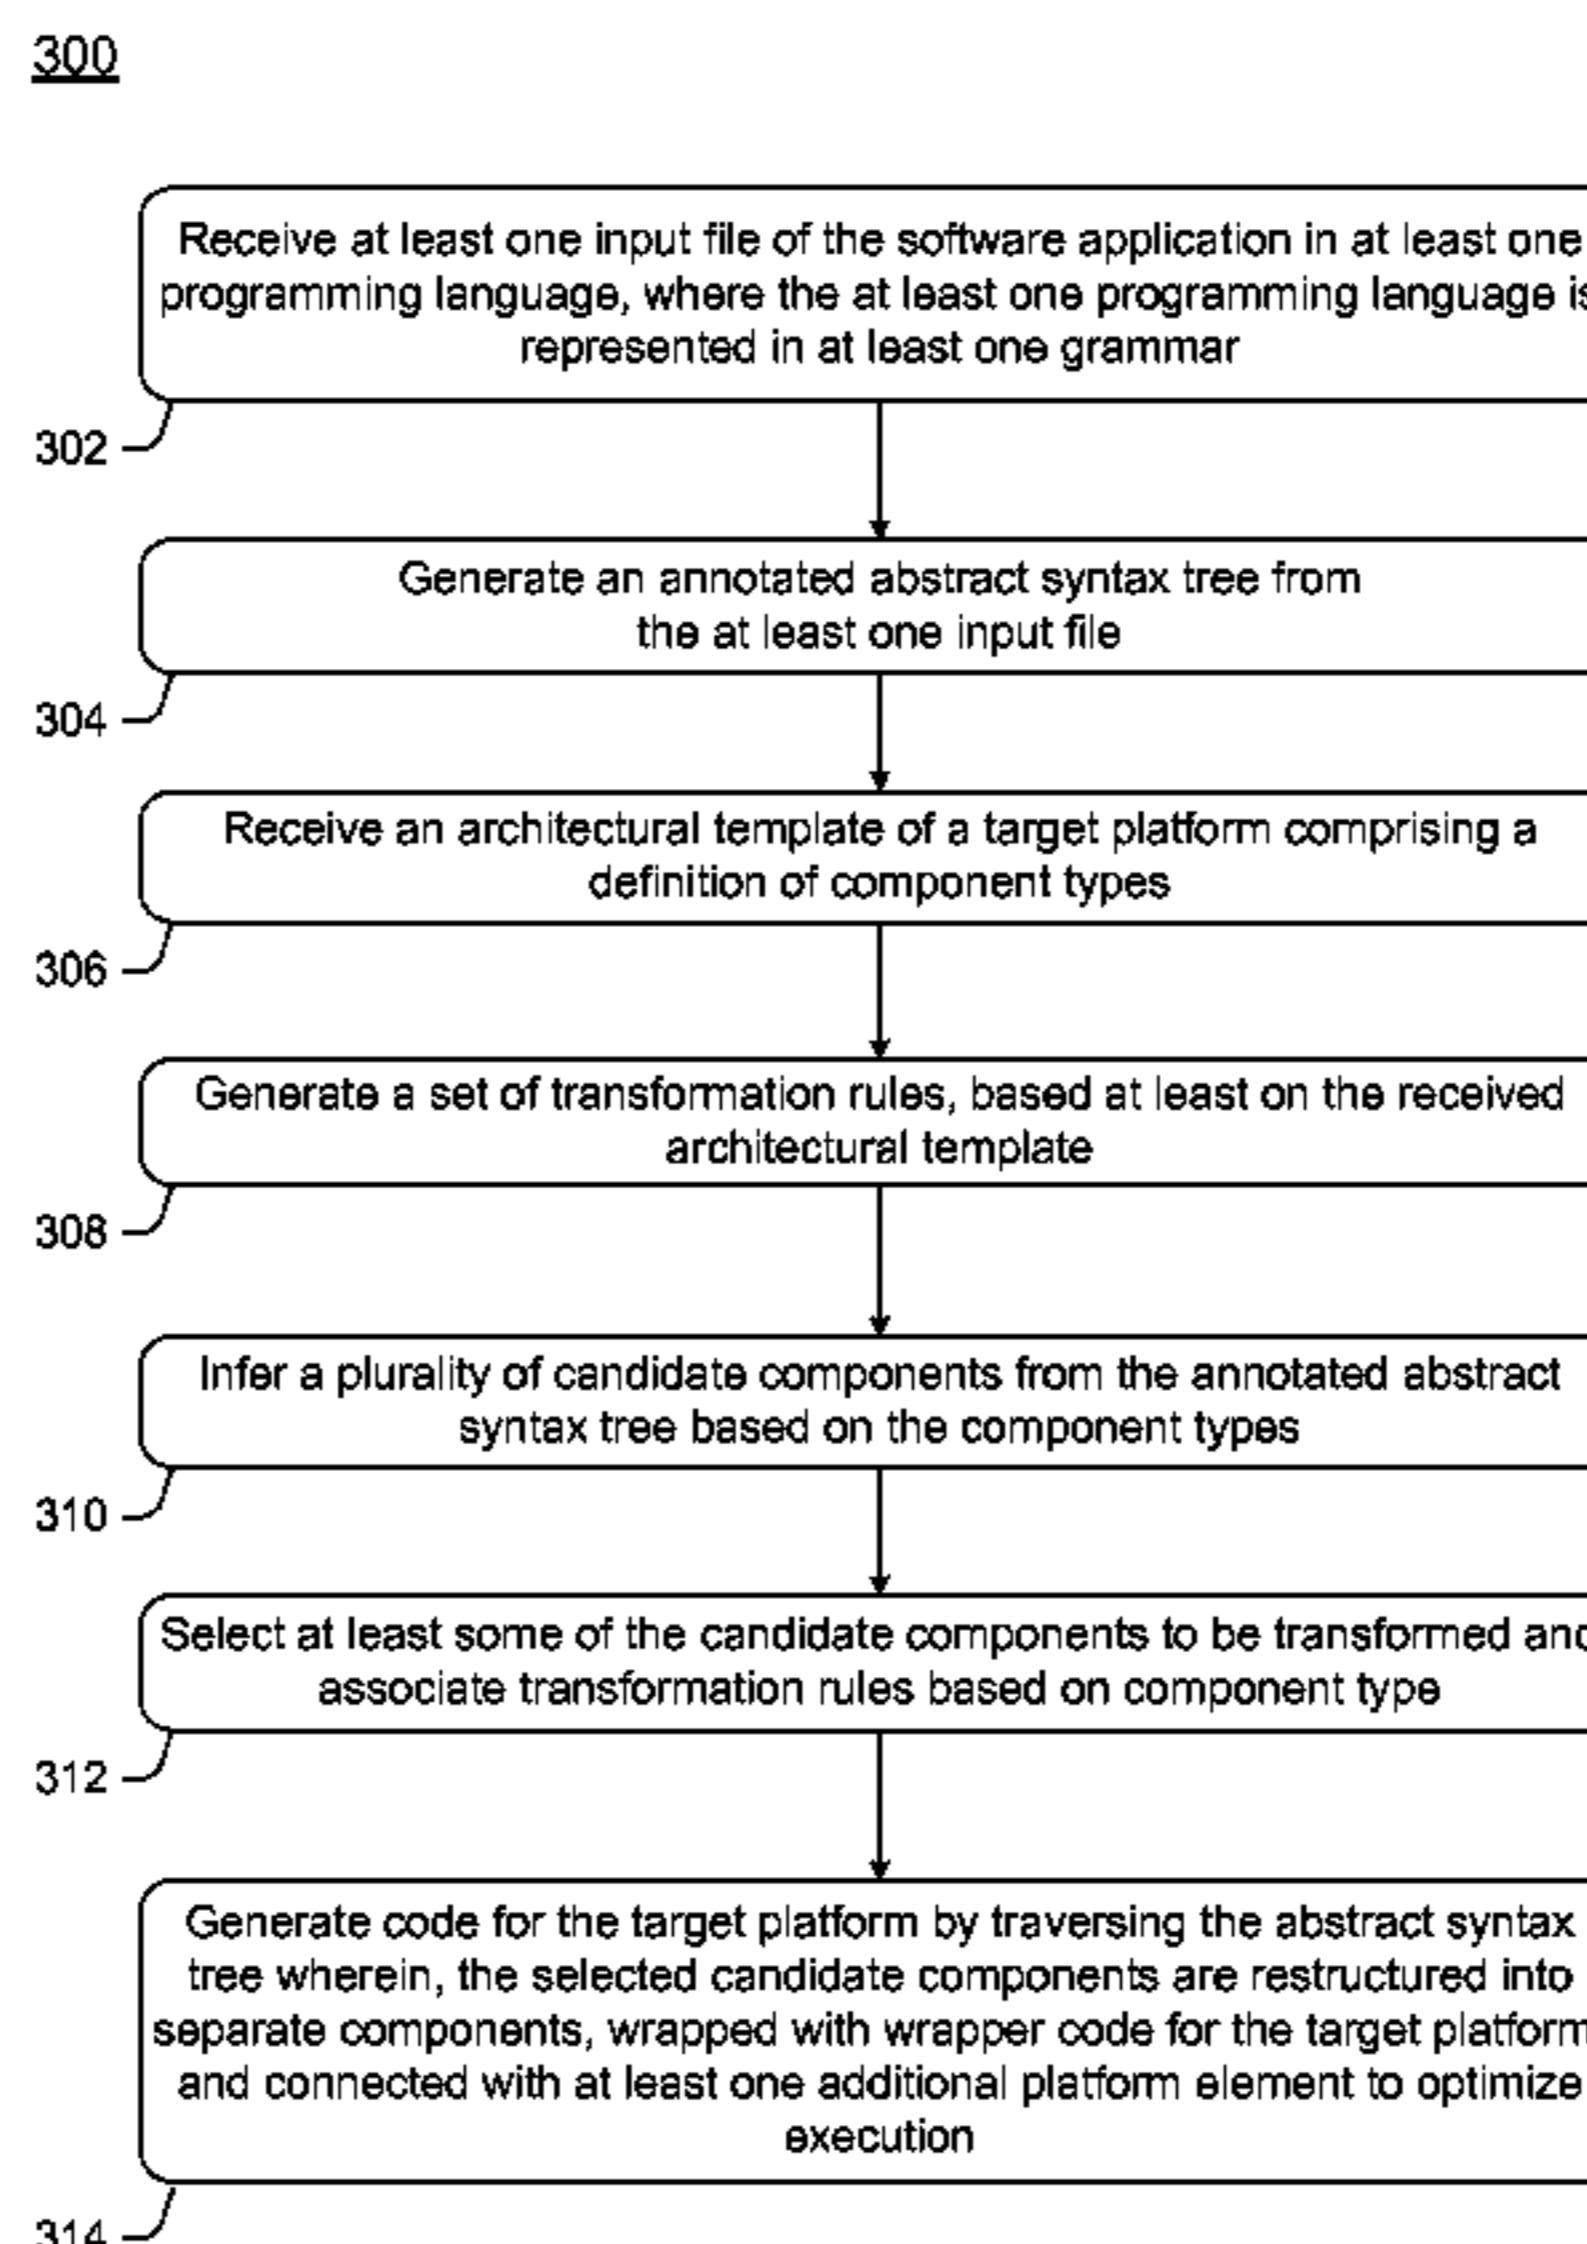 300
Receive at least one input file of the software application in at least one
programming language, where the at least one programming language is
represented in at least one grammar
302
Generate an annotated abstract syntax tree from
the at least one input file
304
Receive an architectural template of a target platform comprising a
definition of component types
306
Generate a set of transformation rules, based at least on the received
architectural template
308
Infer a plurality of candidate components from the annotated abstract
syntax tree based on the component types
310
Select at least some of the candidate components to be transformed and
associate transformation rules based on component type
312
Generate code for the target platform by traversing the abstract syntax
tree wherein, the selected candidate components are restructured into
separate components, wrapped with wrapper code for the target platform
and connected with at least one additional platform element to optimize
execution
314